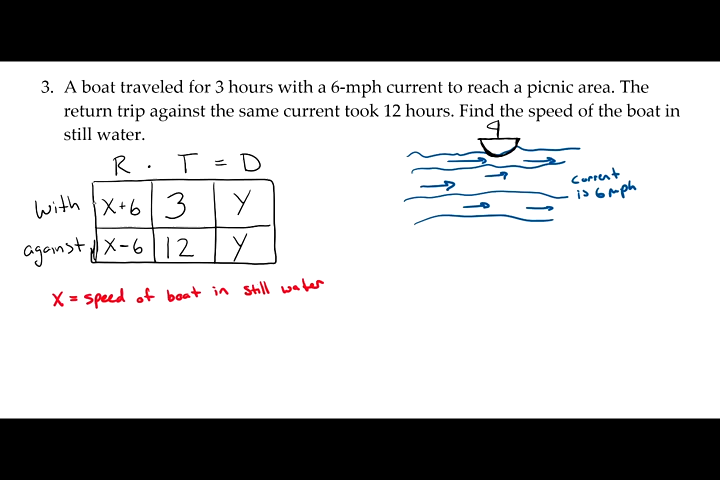 3. A boat traveled for 3 hours with a 6-mph current to reach a picnic area. The
return trip against the same current took 12 hours. Find the speed of the boat in
still water.
R · T = D
with X+6 3 Y
against X-6 12 Y
current
is 6 mph
X = speed of boat in still water